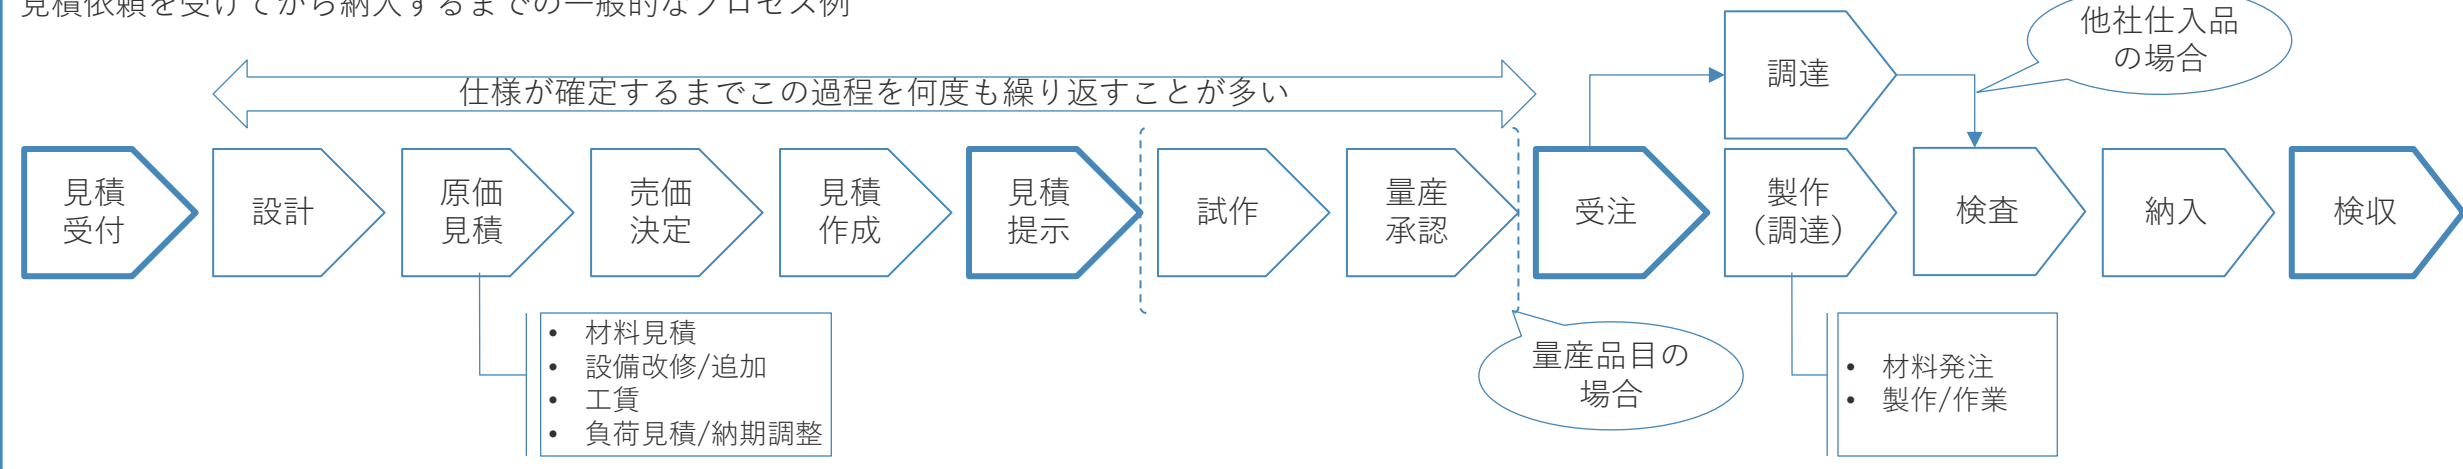 見積依頼を受けてから納入するまでの一般的なプロセス例
他社仕入品
の場合
調達
仕様が確定するまでこの過程を何度も繰り返すことが多い
見積
受付
設計
原価
見積
売価
決定
見積
作成
見積
提示
試作
量産
承認
受注
製作
（調達）
検査
納入
検収
• 材料見積
• 設備改修/追加
• 工賃
• 負荷見積/納期調整
量産品目の
場合
• 材料発注
• 製作/作業